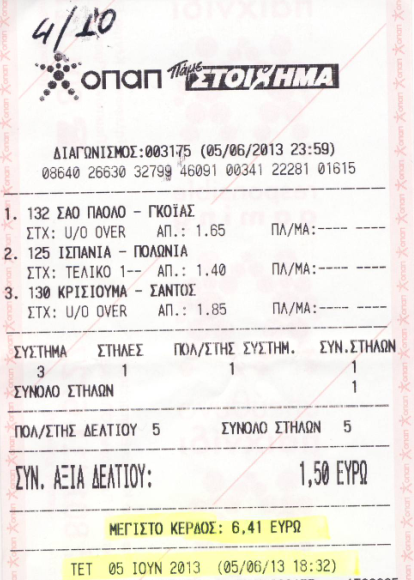 4/10
οπαπ Πάμε ΣΤΟΙΧΗΜΑ
ΔΙΑΓΩΝΙΣΜΟΣ:003175 (05/06/2013 23:59)
08640 26630 32799 46091 00341 22281 01615
1. 132 ΣΑΟ ΠΑΟΛΟ - ΓΚΟΪΑΣ
ΣΤΧ: U/O OVER ΑΠ.: 1.65 ΠΛ/ΜΑ:---- ----
2. 125 ΙΣΠΑΝΙΑ - ΠΟΛΩΝΙΑ
ΣΤΧ: ΤΕΛΙΚΟ 1-- ΑΠ.: 1.40 ΠΛ/ΜΑ:---- ----
3. 130 ΚΡΙΣΙΟΥΜΑ - ΣΑΝΤΟΣ
ΣΤΧ: U/O OVER ΑΠ.: 1.85 ΠΛ/ΜΑ:---- ----
ΣΥΣΤΗΜΑ ΣΤΗΛΕΣ ΠΟΛ/ΣΤΗΣ ΣΥΣΤΗΜ. ΣΥΝ.ΣΤΗΛΩΝ
3 1 1 1
ΣΥΝΟΛΟ ΣΤΗΛΩΝ 1
ΠΟΛ/ΣΤΗΣ ΔΕΛΤΙΟΥ 5 ΣΥΝΟΛΟ ΣΤΗΛΩΝ 5
ΣΥΝ. ΑΞΙΑ ΔΕΛΤΙΟΥ: 1,50 ΕΥΡΩ
ΜΕΓΙΣΤΟ ΚΕΡΔΟΣ: 6,41 ΕΥΡΩ
ΤΕΤ 05 ΙΟΥΝ 2013 (05/06/13 18:32)